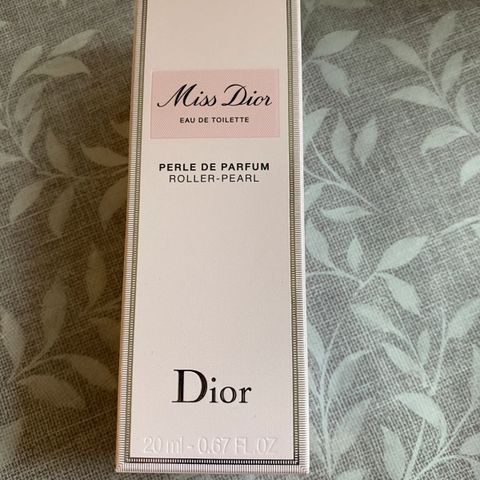 Miss Dior
EAU DE TOILETTE
PERLE DE PARFUM
ROLLER-PEARL
Dior
20 ml - 0.67 FL.OZ